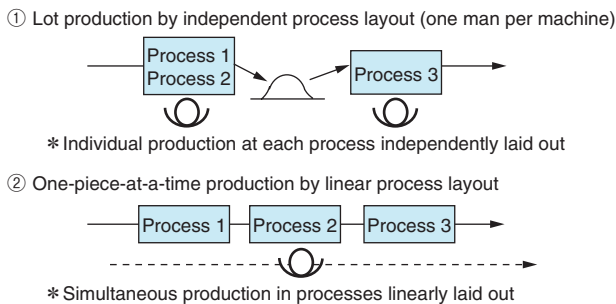 ① Lot production by independent process layout (one man per machine)
Process 1
Process 2
Process 3
* Individual production at each process independently laid out
② One-piece-at-a-time production by linear process layout
Process 1 Process 2 Process 3
* Simultaneous production in processes linearly laid out